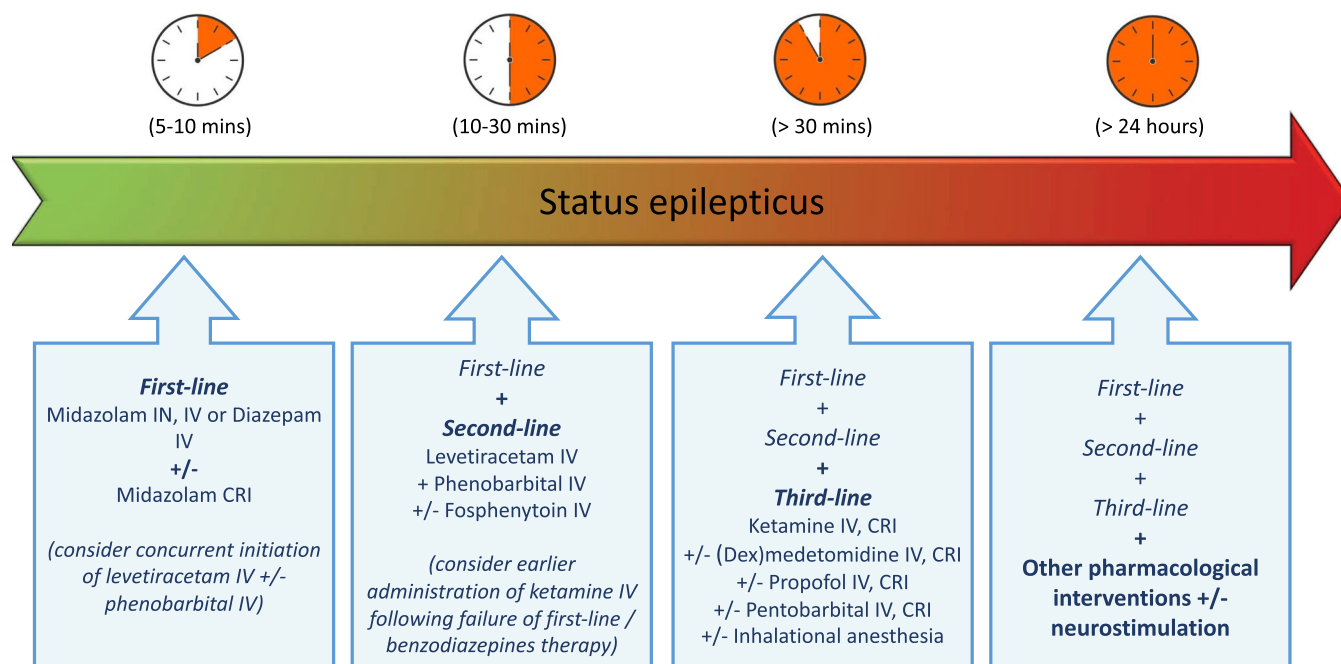 (5-10 mins)
(10-30 mins)
(> 30 mins)
(> 24 hours)
Status epilepticus
First-line
Midazolam IN, IV or Diazepam
IV
+/-
Midazolam CRI
(consider concurrent initiation
of levetiracetam IV +/-
phenobarbital IV)
First-line
+
Second-line
Levetiracetam IV
+ Phenobarbital IV
+/- Fosphenytoin IV
(consider earlier
administration of ketamine IV
following failure of first-line /
benzodiazepines therapy)
First-line
+
Second-line
+
Third-line
Ketamine IV, CRI
+/- (Dex)medetomidine IV, CRI
+/- Propofol IV, CRI
+/- Pentobarbital IV, CRI
+/- Inhalational anesthesia
First-line
+
Second-line
+
Third-line
+
Other pharmacological
interventions +/-
neurostimulation